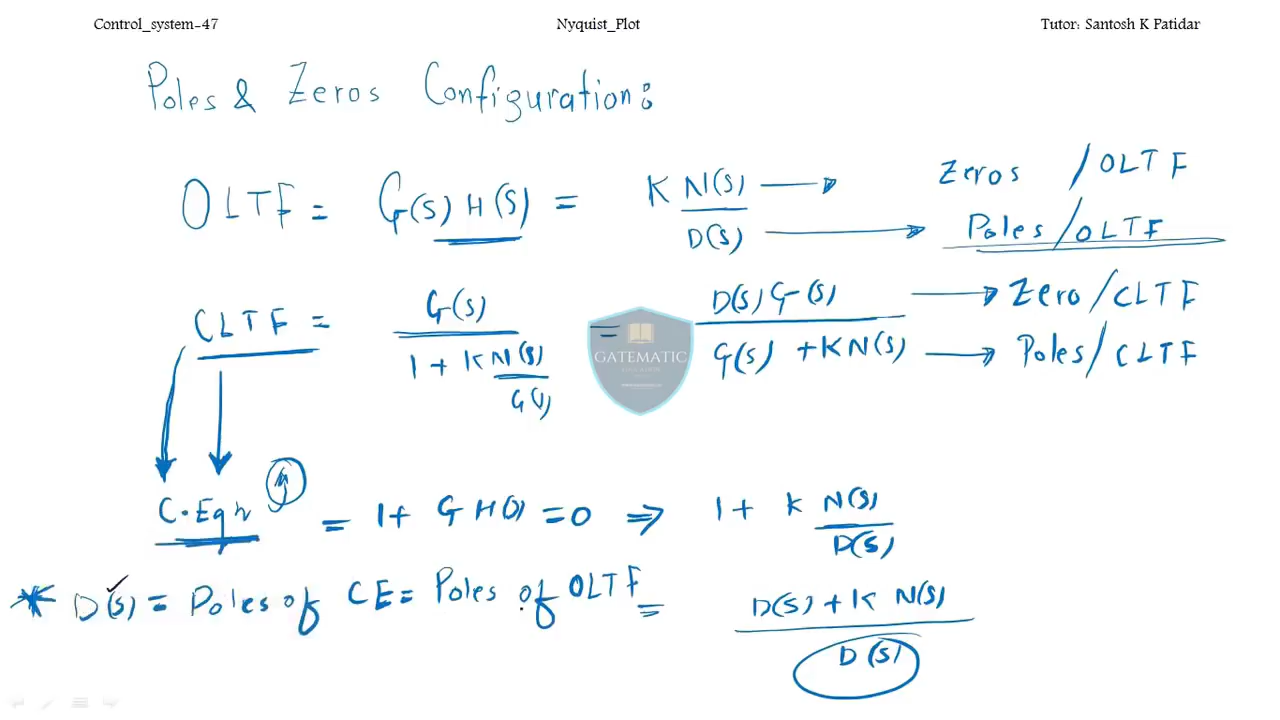 Control_system-47 Nyquist_Plot Tutor: Santosh K Patidar
Poles & Zeros Configuration:
OLTF = G(s) H(s) = K N(s) / D(s)
Zeros / OLTF
Poles / OLTF
CLTF = G(s) / 1 + K N(s) / G(s) = D(s) G(s) / G(s) + K N(s)
Zero / CLTF
Poles / CLTF
GATEMATIC
C.Eqn = 1 + G H(s) = 0 ⇒ 1 + K N(s) / D(s)
* D(s) = Poles of CE = Poles of OLTF
D(s) + K N(s) / D(s)